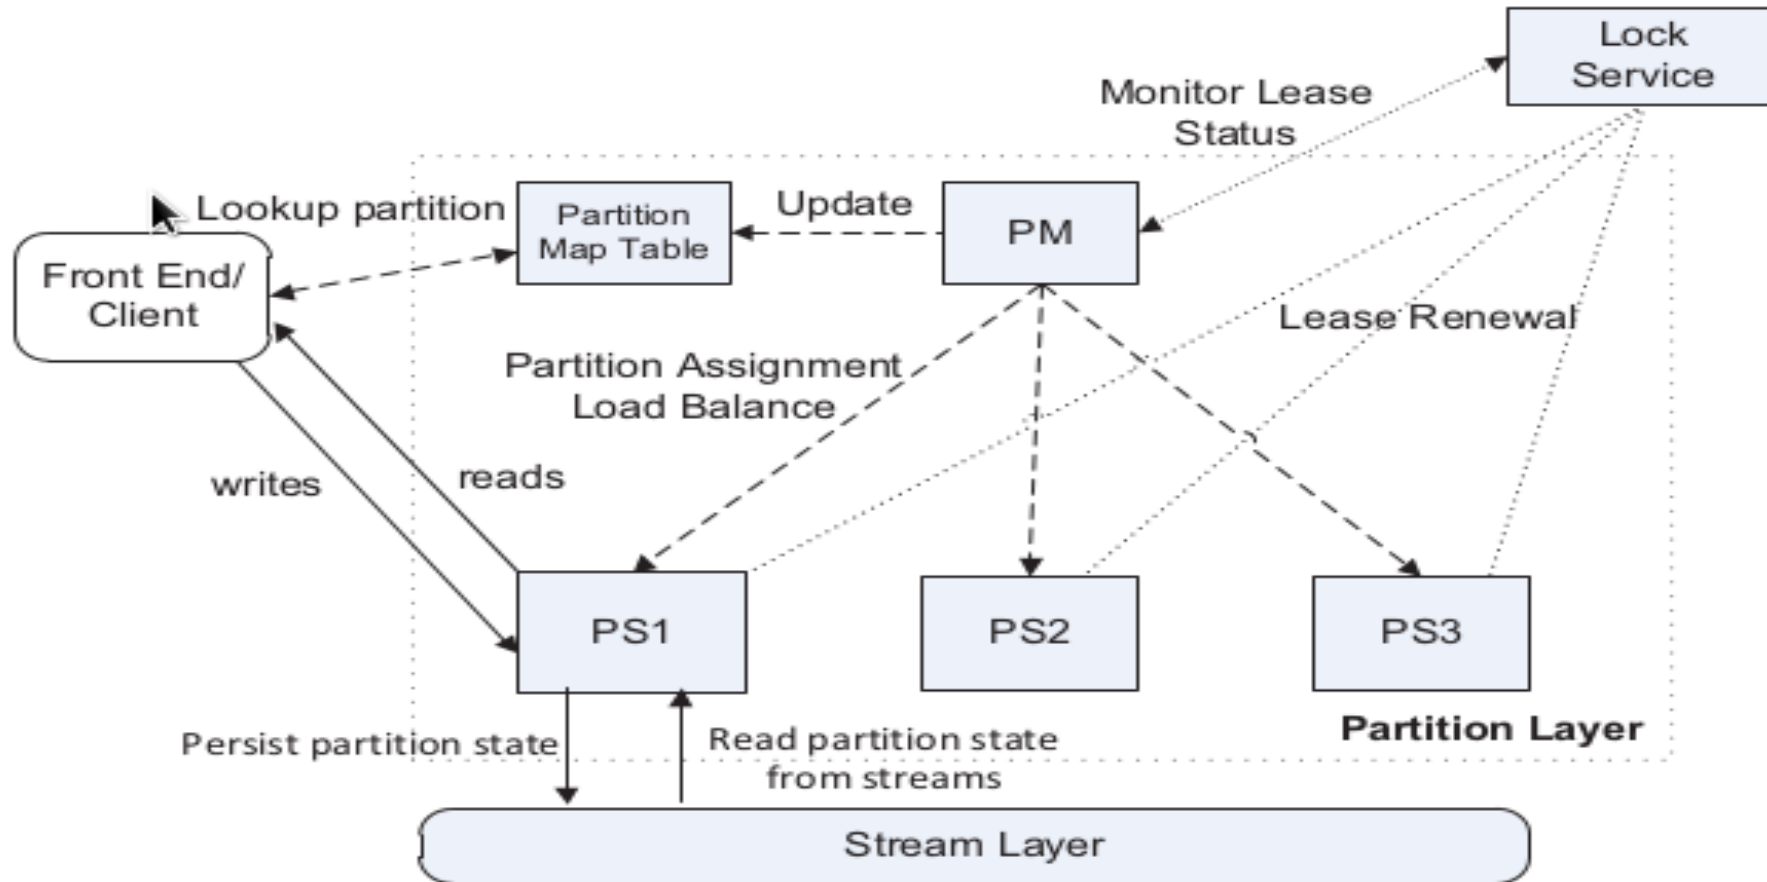 Lock
Service
Monitor Lease
Status
Lookup partition
Partition
Map Table
Update
PM
Front End/
Client
Lease Renewal
Partition Assignment
Load Balance
writes
reads
PS1
PS2
PS3
Partition Layer
Persist partition state
Read partition state
from streams
Stream Layer